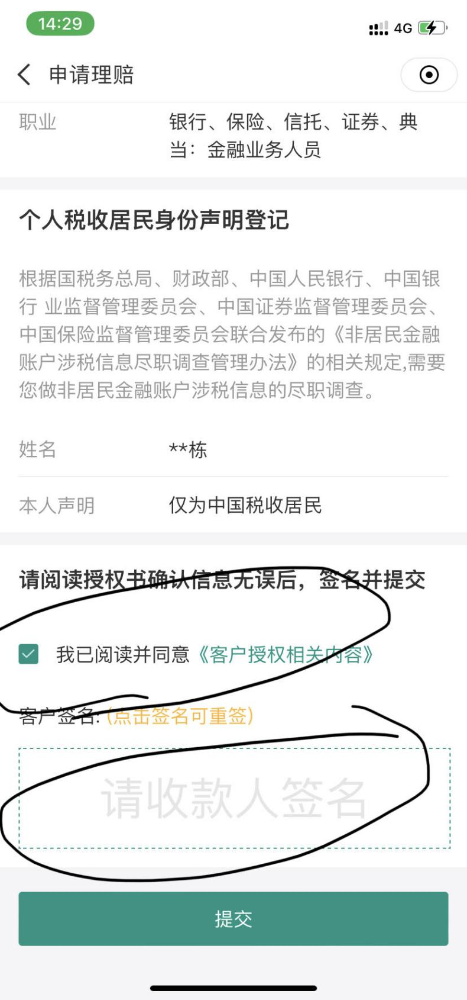 14:29
4G
申请理赔
职业
银行、保险、信托、证券、典
当：金融业务人员
个人税收居民身份声明登记
根据国税务总局、财政部、中国人民银行、中国银
行 业监督管理委员会、中国证券监督管理委员会、
中国保险监督管理委员会联合发布的《非居民金融
账户涉税信息尽职调查管理办法》的相关规定,需要
您做非居民金融账户涉税信息的尽职调查。
姓名
**栋
本人声明
仅为中国税收居民
请阅读授权书确认信息无误后，签名并提交
我已阅读并同意《客户授权相关内容》
客户签名: (点击签名可重签)
请收款人签名
提交